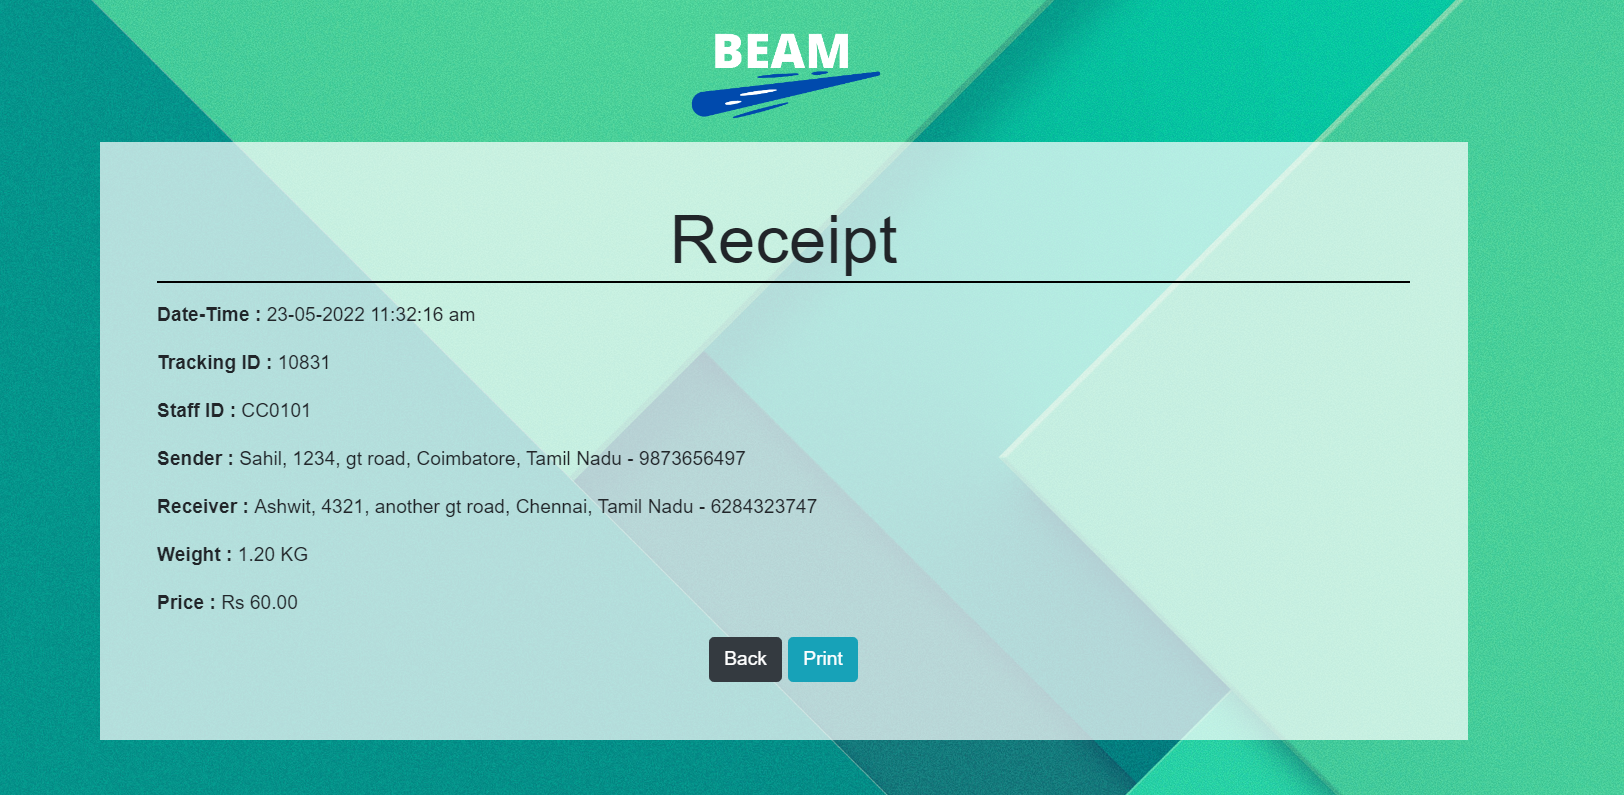 BEAM
Receipt
Date-Time : 23-05-2022 11:32:16 am
Tracking ID : 10831
Staff ID : CC0101
Sender : Sahil, 1234, gt road, Coimbatore, Tamil Nadu - 9873656497
Receiver : Ashwit, 4321, another gt road, Chennai, Tamil Nadu - 6284323747
Weight : 1.20 KG
Price : Rs 60.00
Back Print